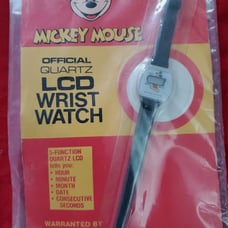 MICKEY MOUSE
OFFICIAL
QUARTZ
LCD
WRIST
WATCH
5-FUNCTION
QUARTZ LCD
tells you:
• HOUR
• MINUTE
• MONTH
• DATE
• CONSECUTIVE
SECONDS
WARRANTED BY